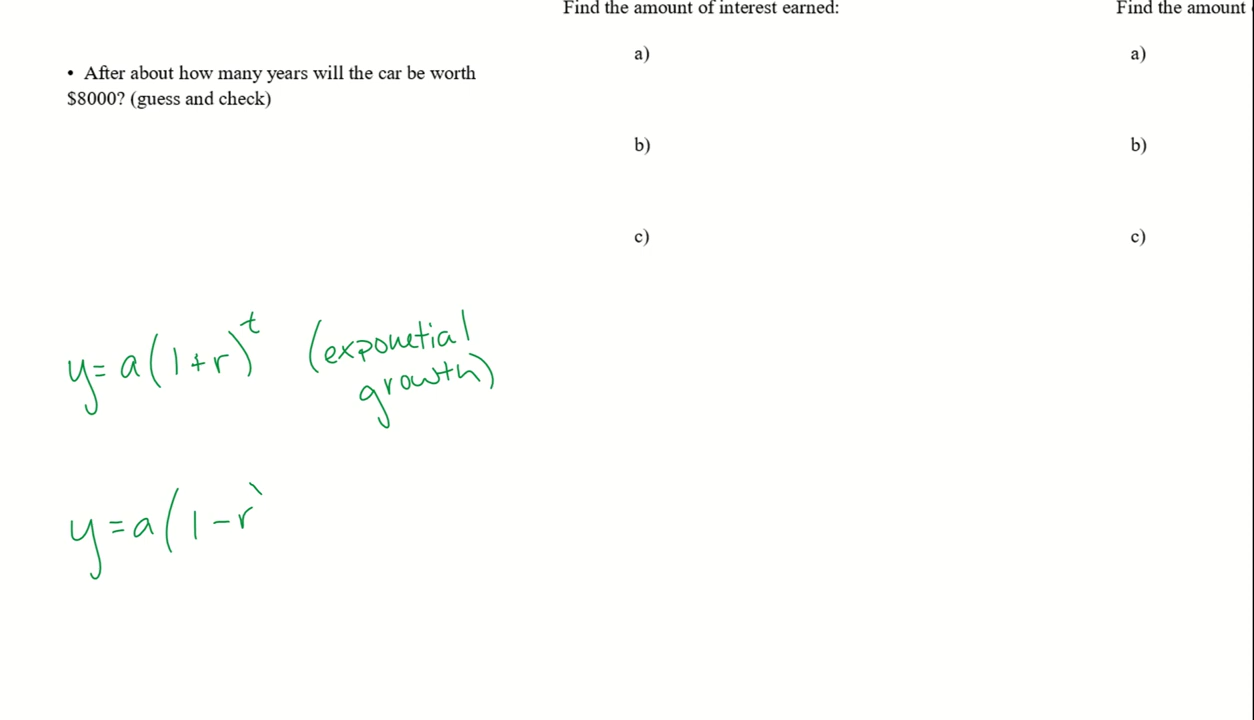 Find the amount of interest earned:
Find the amount
a)
a)
• After about how many years will the car be worth
$8000? (guess and check)
b)
b)
c)
c)
y=a(1+r)^t (exponetial
growth)
y=a(1-r